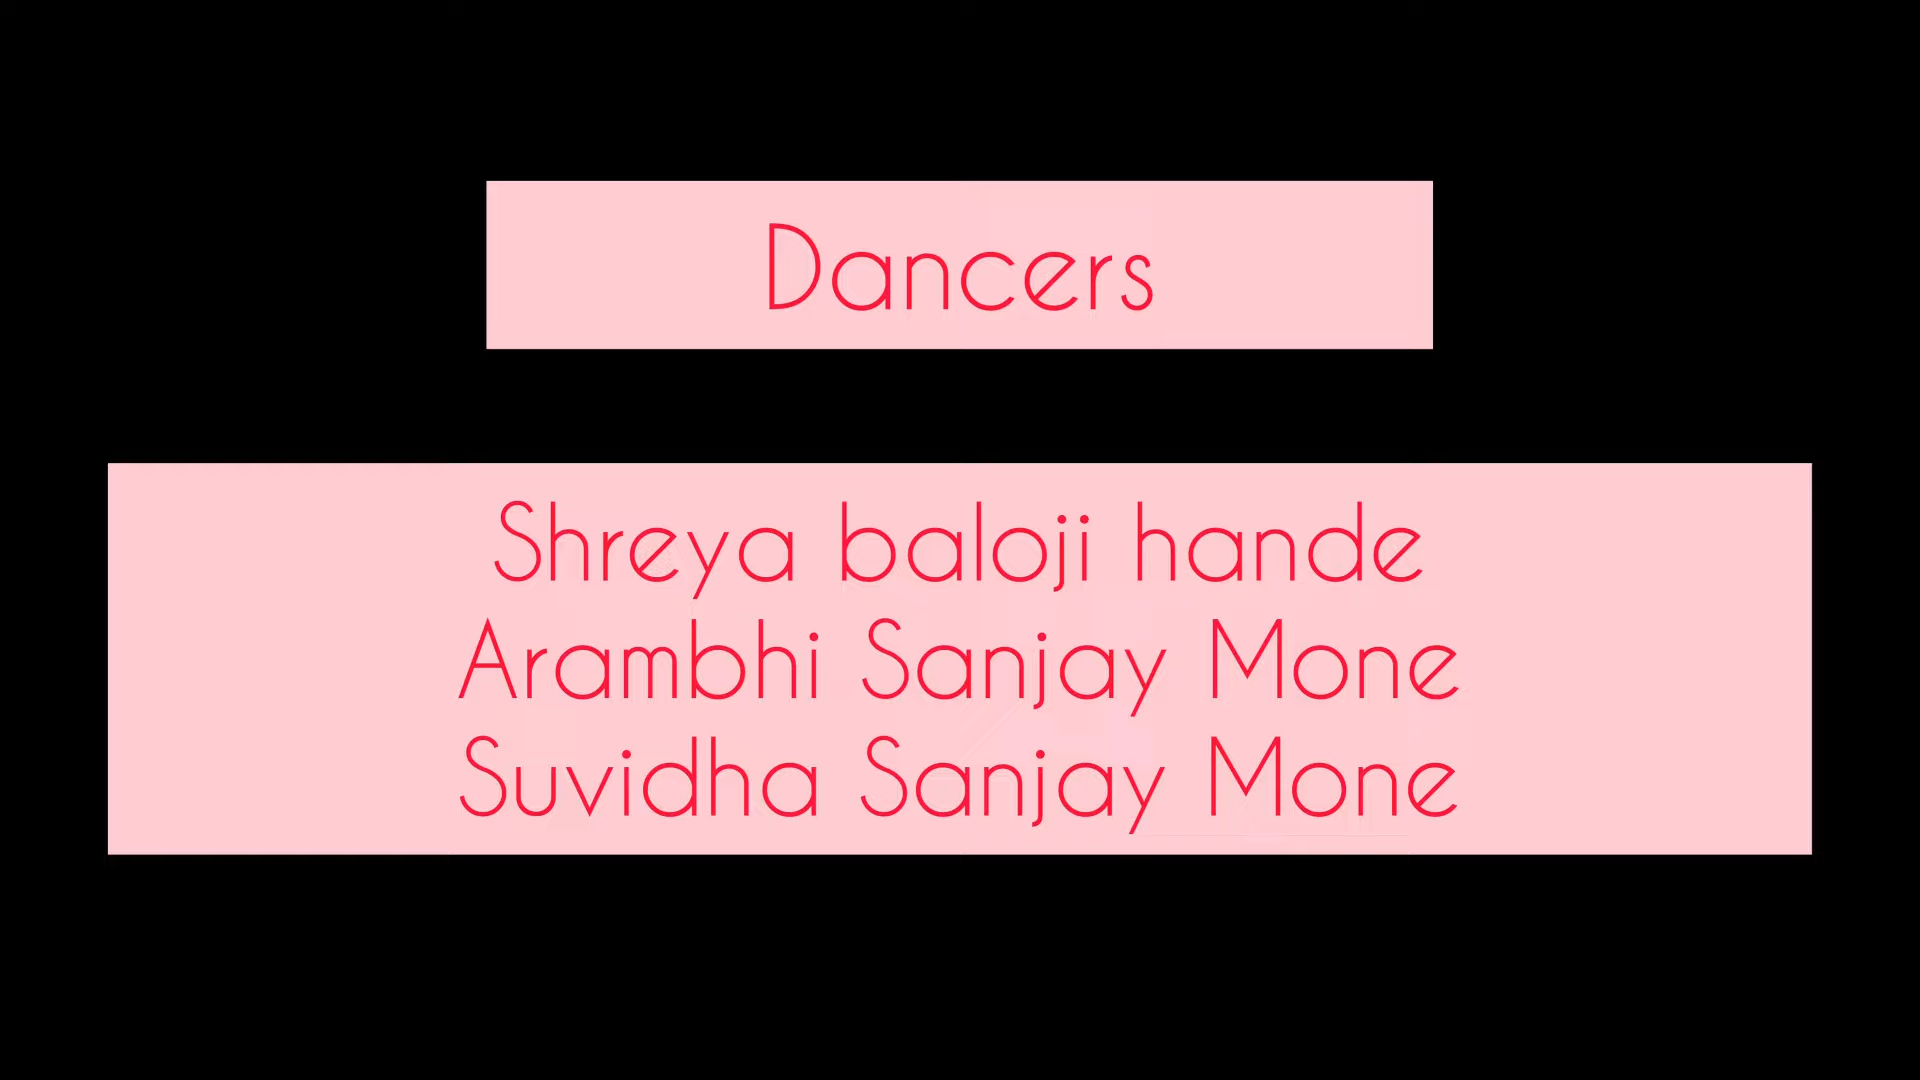 Dancers
Shreya baloji hande
Arambhi Sanjay Mone
Suvidha Sanjay Mone